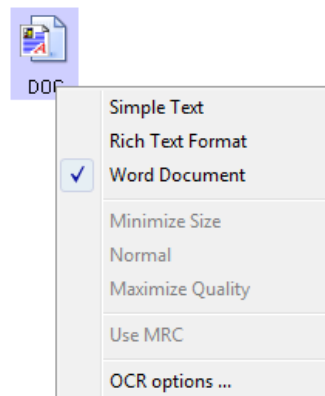 DOC
Simple Text
Rich Text Format
Word Document
Minimize Size
Normal
Maximize Quality
Use MRC
OCR options ...